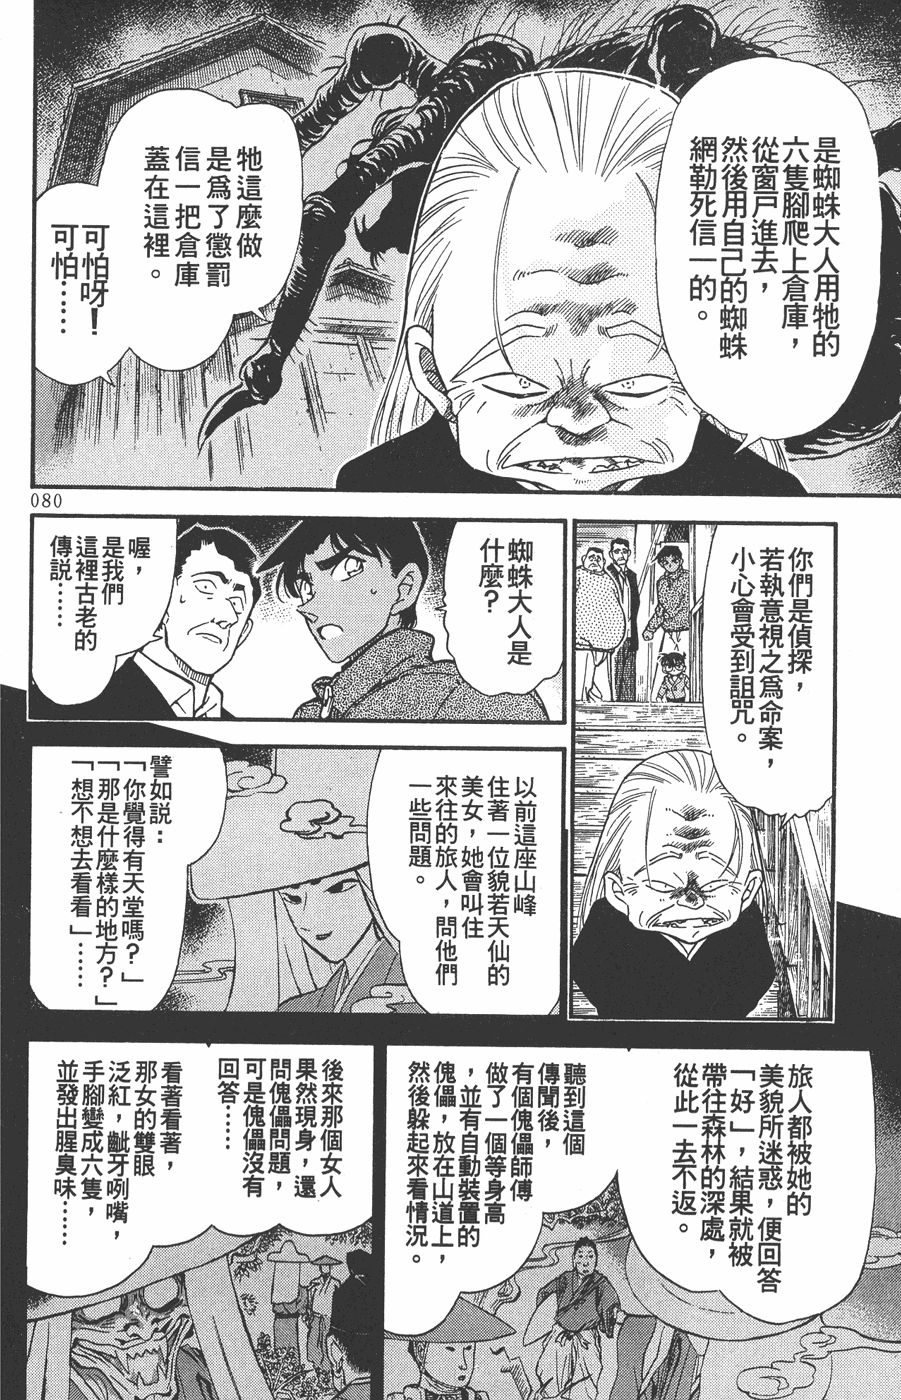 是蜘蛛大人用牠的
六隻腳爬上倉庫，
從窗戶進去，
然後用自己的蜘蛛
網勒死信一的。
牠這麼做
是為了懲罰
信一把倉庫
蓋在這裡。
可怕呀！
可怕……
080
你們是偵探，
若執意視之為命案，
小心會受到詛咒。
蜘蛛大人是
什麼？
喔，
是我們
這裡古老的
傳說……
以前這座山峰
住著一位貌若天仙的
美女，她會叫住
來往的旅人，問他們
一些問題。
譬如說：
「你覺得有天堂嗎？」
「那是什麼樣的地方？」
「想不想去看看」……
旅人都被她的
美貌所迷惑，便回答
「好」，結果就被
帶往森林的深處，
從此一去不返。
聽到這個
傳聞後，
有個傀儡師傅
做了一個等身高
，並有自動裝置的
傀儡，放在山道上，
然後躲起來看情況。
後來那個女人
果然現身，還
問傀儡問題，
可是傀儡沒有
回答……
看著看著，
那女的雙眼
泛紅，齜牙咧嘴，
手腳變成六隻，
並發出腥臭味……